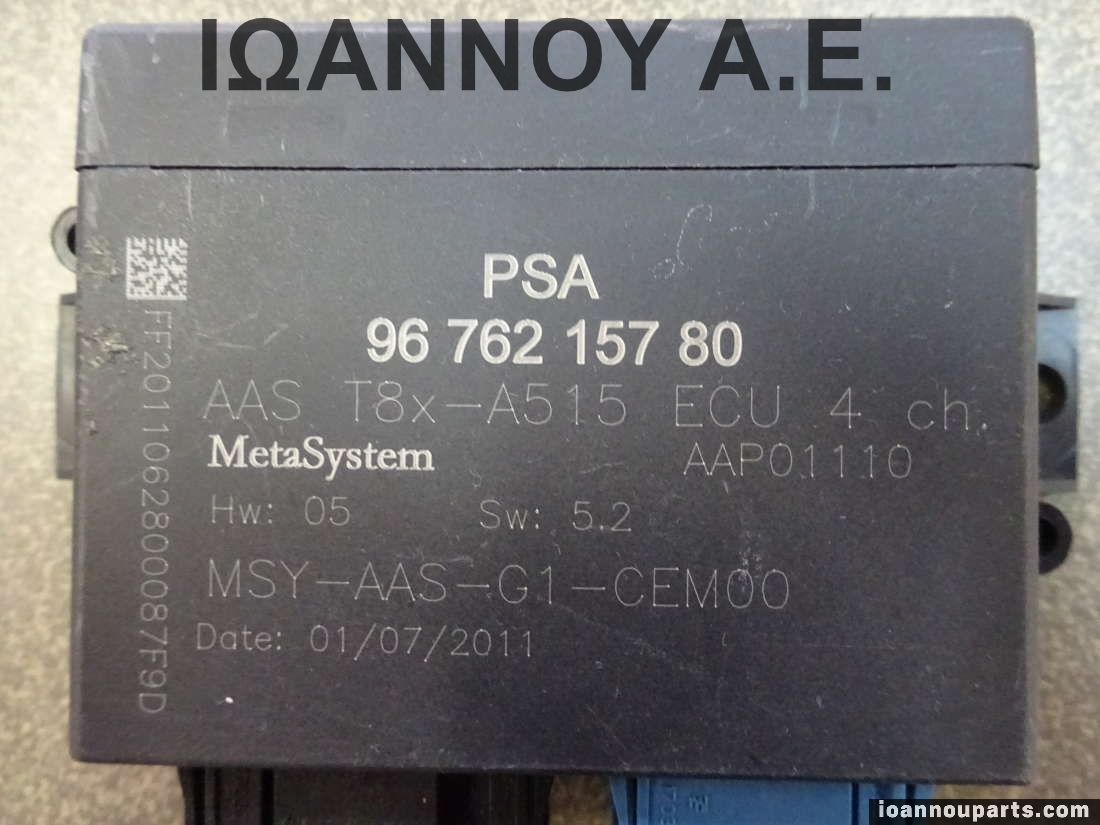 ΙΩΑΝΝΟΥ Α.Ε.
PSA
96 762 157 80
AAS T8x-A515 ECU 4 ch.
MetaSystem AAP01110
Hw: 05 Sw: 5.2
MSY-AAS-G1-CEM00
Date: 01/07/2011
FF20110628000087F9D
ioannouparts.com